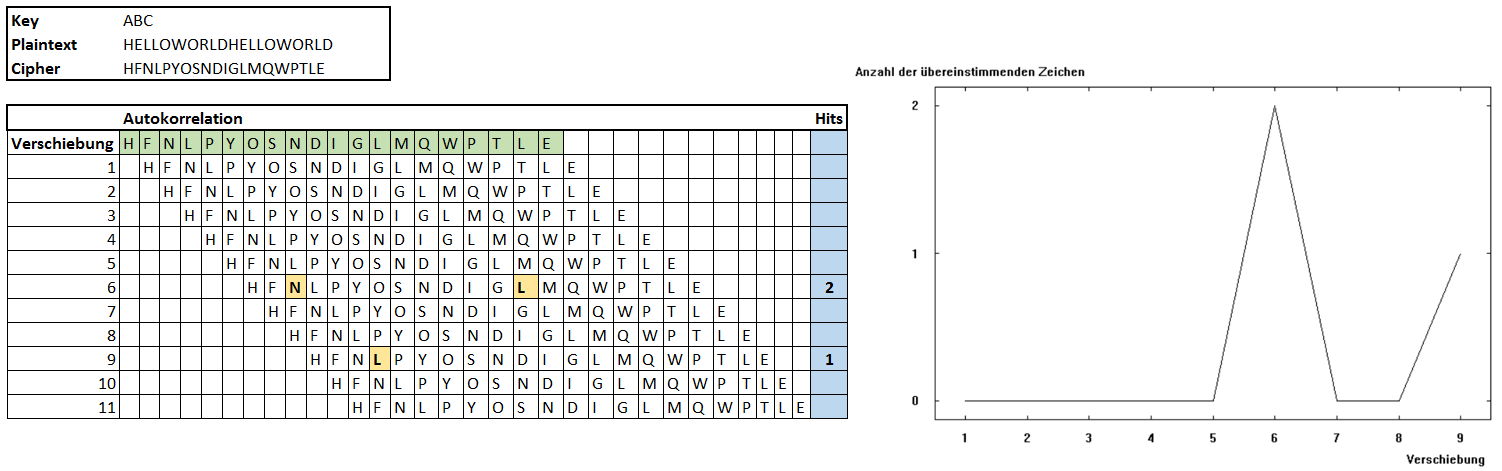 Key ABC
Plaintext HELLOWORLDHELLOWORLD
Cipher HFNLPYOSNDIGLMQWPTLE
Autokorrelation Hits
Verschiebung H F N L P Y O S N D I G L M Q W P T L E
1 H F N L P Y O S N D I G L M Q W P T L E
2 H F N L P Y O S N D I G L M Q W P T L E
3 H F N L P Y O S N D I G L M Q W P T L E
4 H F N L P Y O S N D I G L M Q W P T L E
5 H F N L P Y O S N D I G L M Q W P T L E
6 H F N L P Y O S N D I G L M Q W P T L E 2
7 H F N L P Y O S N D I G L M Q W P T L E
8 H F N L P Y O S N D I G L M Q W P T L E
9 H F N L P Y O S N D I G L M Q W P T L E 1
10 H F N L P Y O S N D I G L M Q W P T L E
11 H F N L P Y O S N D I G L M Q W P T L E
Anzahl der übereinstimmenden Zeichen
2
1
0
1 2 3 4 5 6 7 8 9
Verschiebung